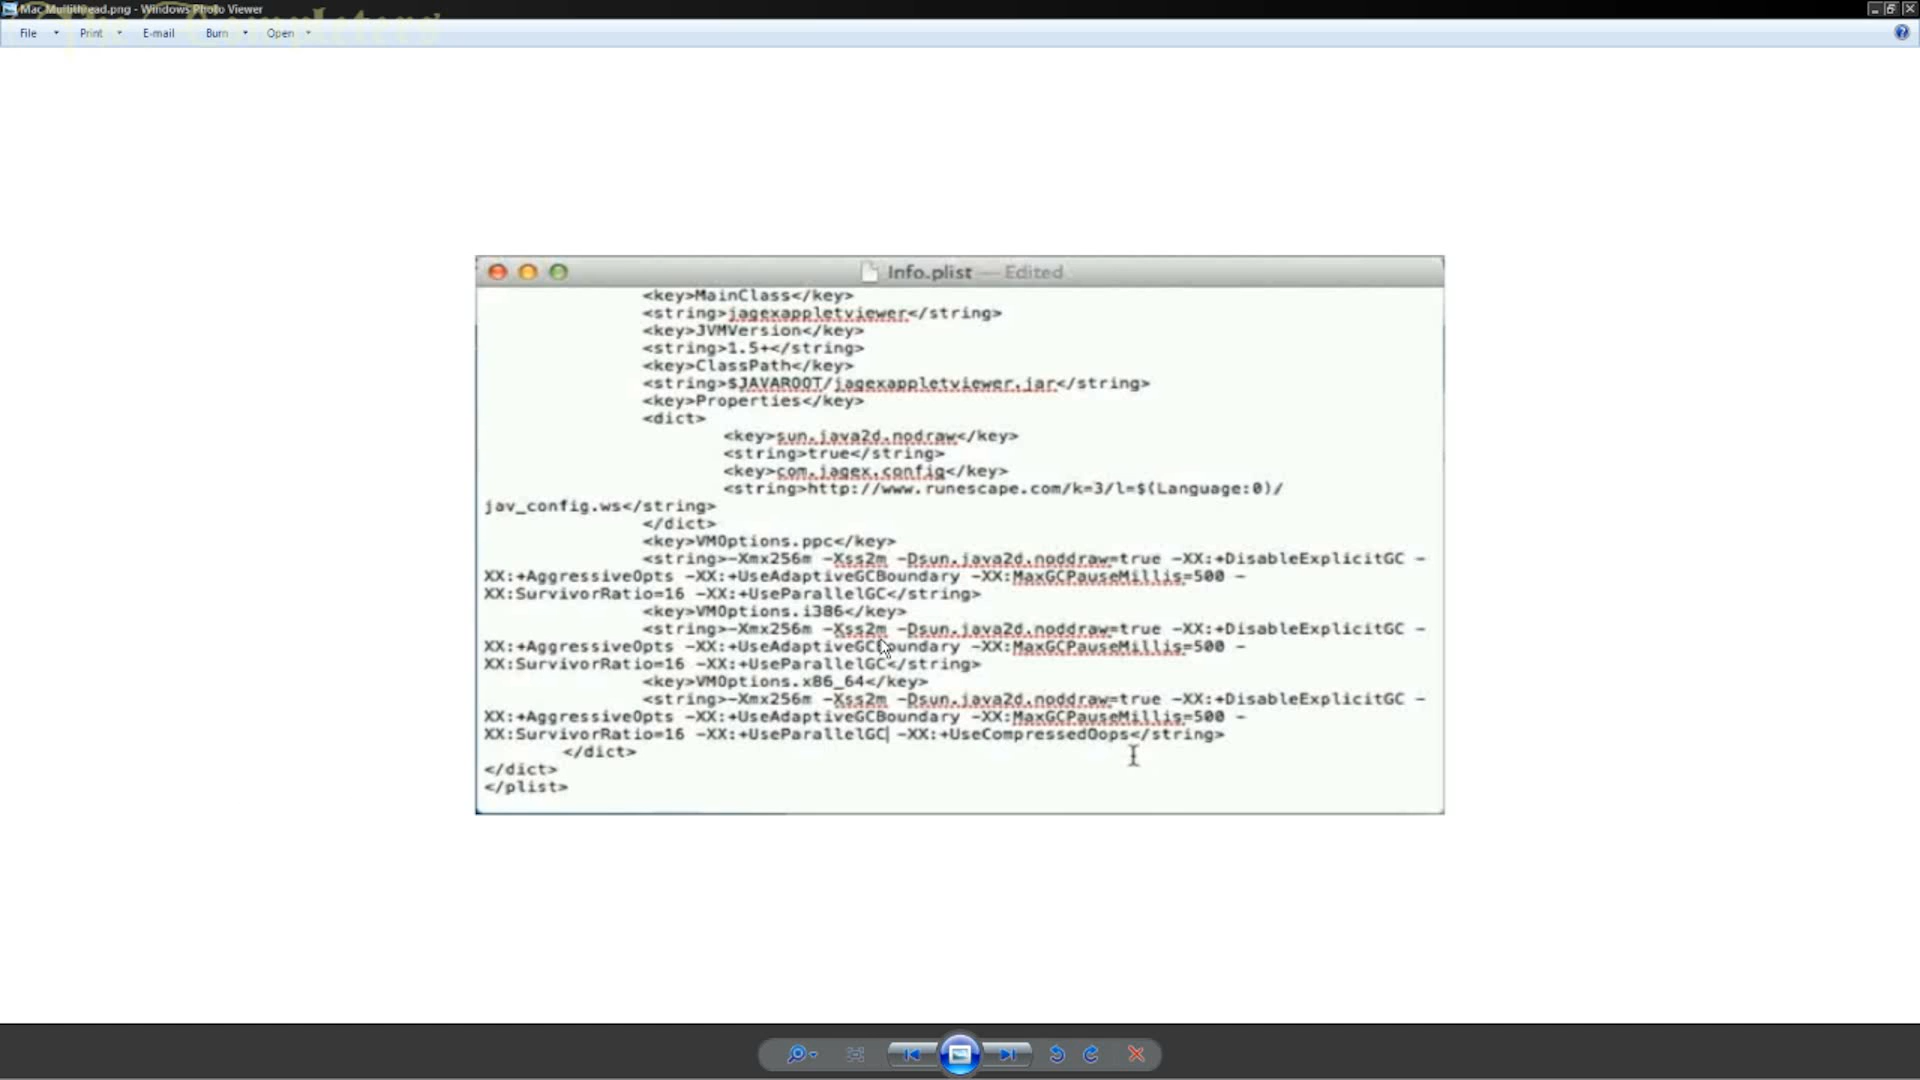 Mac Multithread.png - Windows Photo Viewer
File Print E-mail Burn Open
Info.plist — Edited
<key>MainClass</key>
<string>jagexappletviewer</string>
<key>JVMVersion</key>
<string>1.5+</string>
<key>ClassPath</key>
<string>$JAVAROOT/jagexappletviewer.jar</string>
<key>Properties</key>
<dict>
<key>sun.java2d.nodraw</key>
<string>true</string>
<key>com.jagex.config</key>
<string>http://www.runescape.com/k=3/l=$(Language:0)/
jav_config.ws</string>
</dict>
<key>VMOptions.ppc</key>
<string>-Xmx256m -Xss2m -Dsun.java2d.noddraw=true -XX:+DisableExplicitGC -
XX:+AggressiveOpts -XX:+UseAdaptiveGCBoundary -XX:MaxGCPauseMillis=500 -
XX:SurvivorRatio=16 -XX:+UseParallelGC</string>
<key>VMOptions.i386</key>
<string>-Xmx256m -Xss2m -Dsun.java2d.noddraw=true -XX:+DisableExplicitGC -
XX:+AggressiveOpts -XX:+UseAdaptiveGCBoundary -XX:MaxGCPauseMillis=500 -
XX:SurvivorRatio=16 -XX:+UseParallelGC</string>
<key>VMOptions.x86_64</key>
<string>-Xmx256m -Xss2m -Dsun.java2d.noddraw=true -XX:+DisableExplicitGC -
XX:+AggressiveOpts -XX:+UseAdaptiveGCBoundary -XX:MaxGCPauseMillis=500 -
XX:SurvivorRatio=16 -XX:+UseParallelGC -XX:+UseCompressedOops</string>
</dict>
</dict>
</plist>